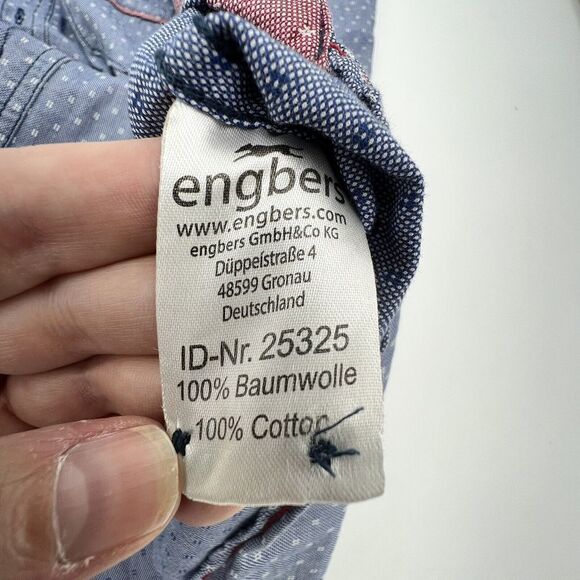 engbers
www.engbers.com
engbers GmbH&Co KG
Düppelstraße 4
48599 Gronau
Deutschland
ID-Nr. 25325
100% Baumwolle
100% Cotton